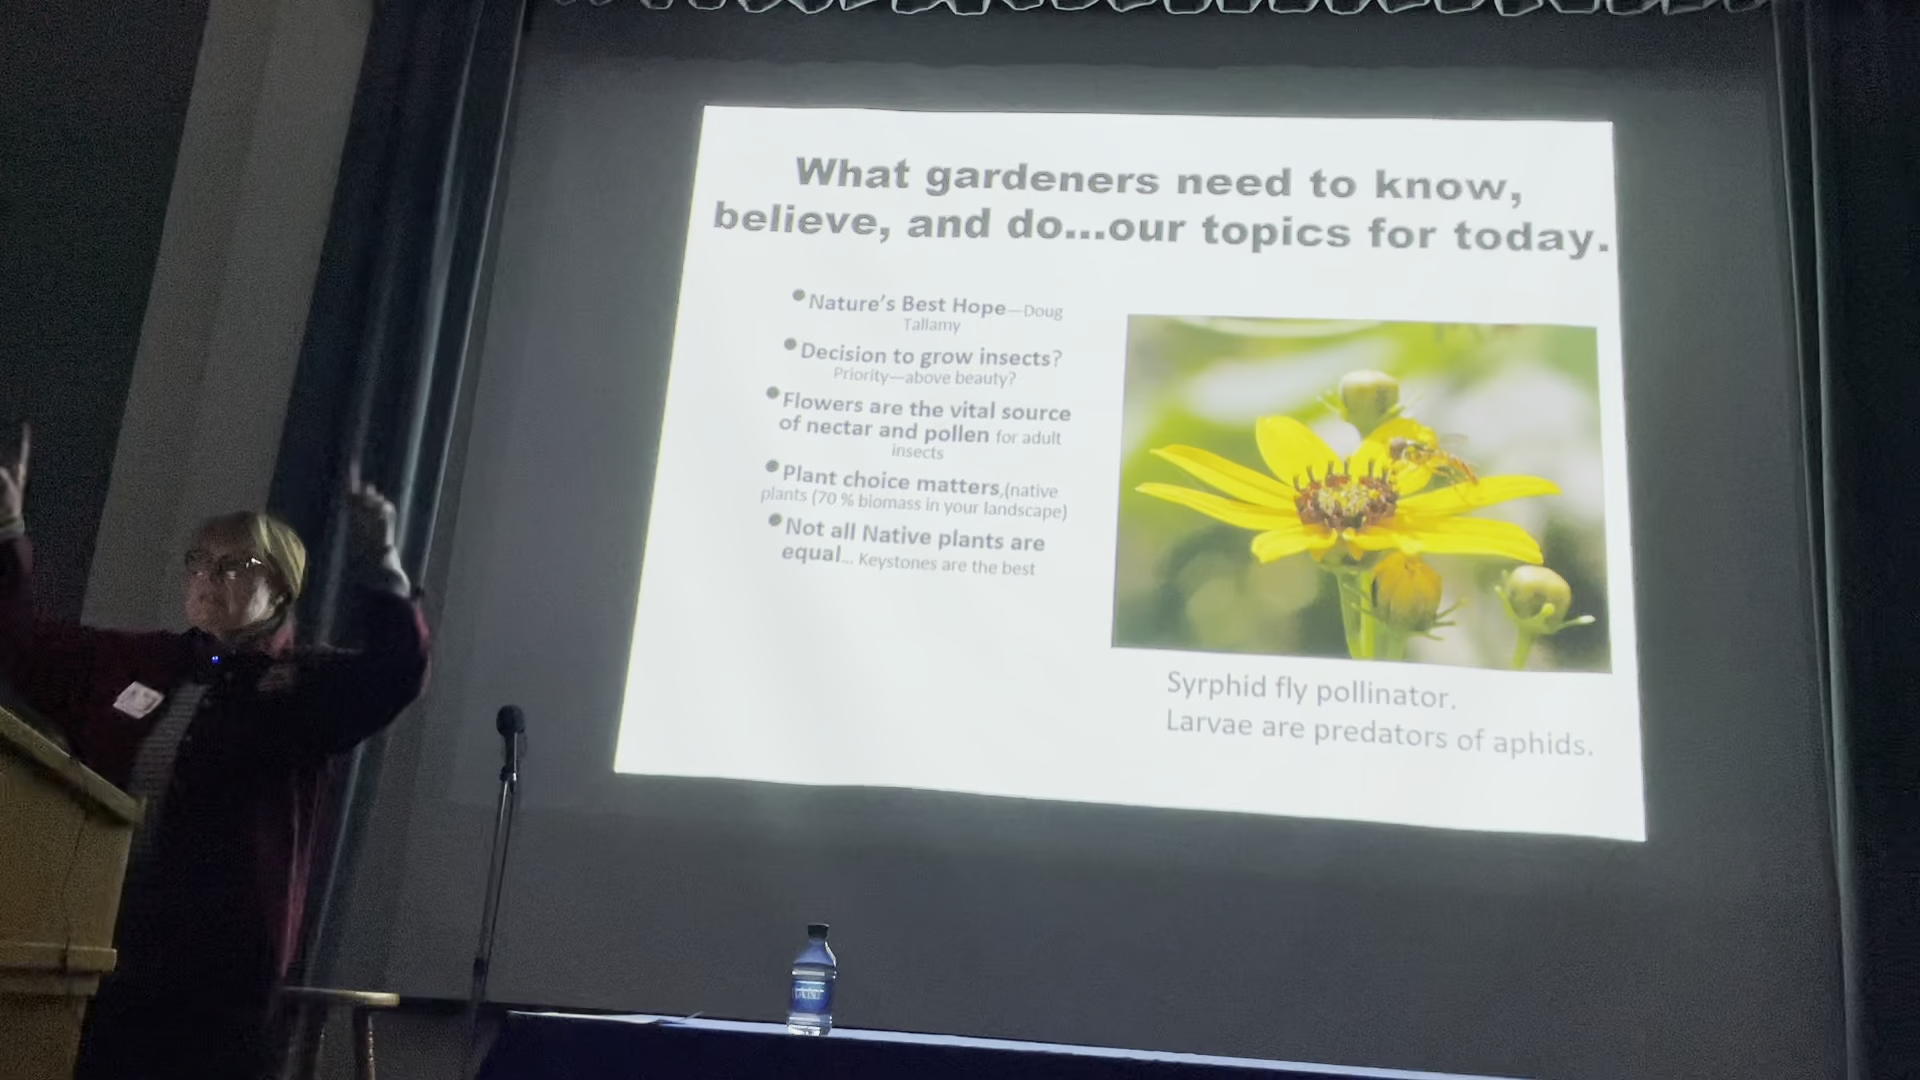 What gardeners need to know,
believe, and do...our topics for today.
•Nature's Best Hope—Doug
Tallamy
•Decision to grow insects?
Priority—above beauty?
•Flowers are the vital source
of nectar and pollen for adult
insects
•Plant choice matters,(native
plants (70 % biomass in your landscape)
•Not all Native plants are
equal... Keystones are the best
Syrphid fly pollinator.
Larvae are predators of aphids.